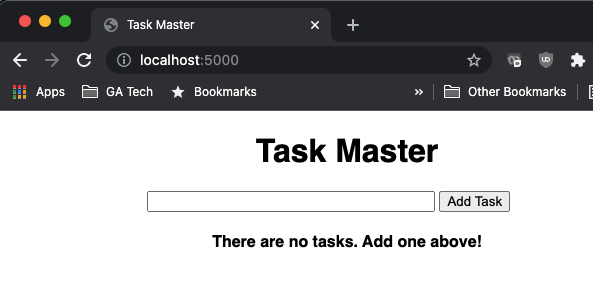 Task Master
localhost:5000
Apps GA Tech Bookmarks » Other Bookmarks
Task Master
Add Task
There are no tasks. Add one above!